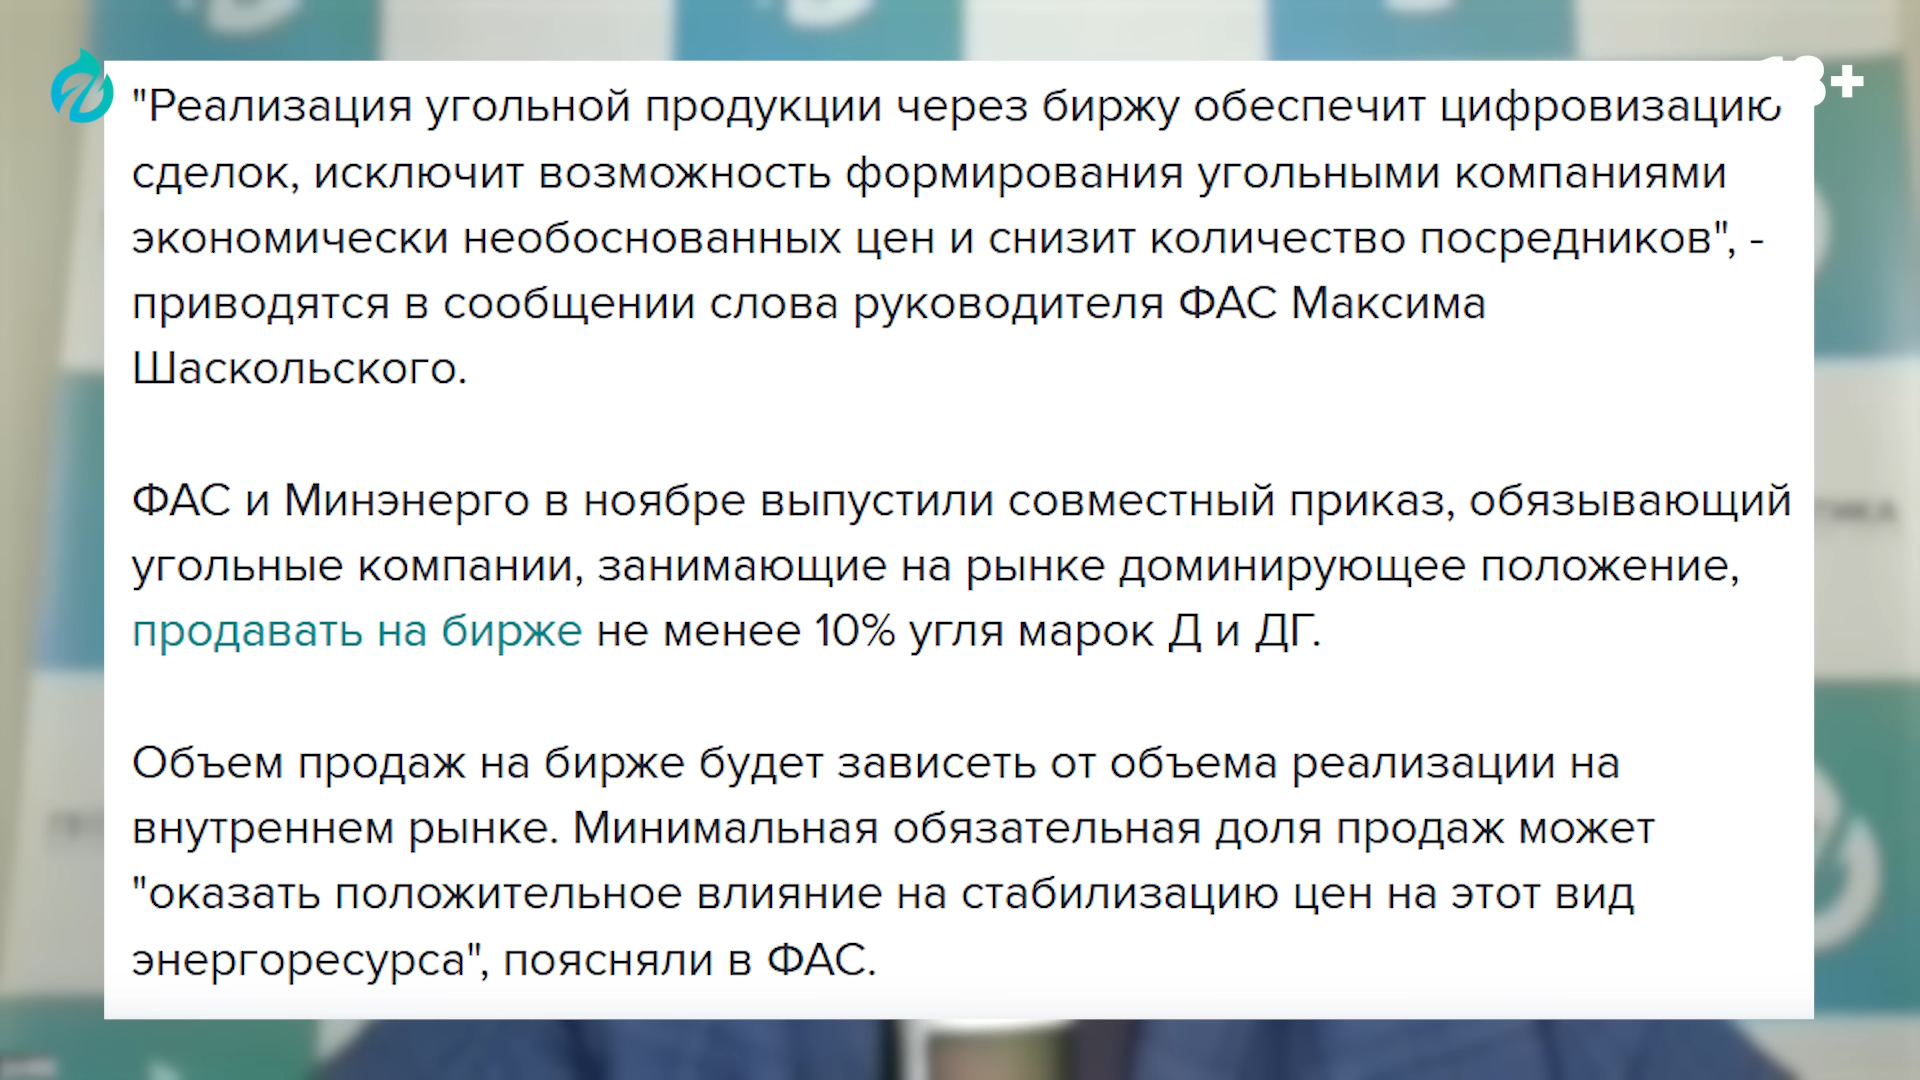 "Реализация угольной продукции через биржу обеспечит цифровизацию
сделок, исключит возможность формирования угольными компаниями
экономически необоснованных цен и снизит количество посредников", -
приводятся в сообщении слова руководителя ФАС Максима
Шаскольского.
ФАС и Минэнерго в ноябре выпустили совместный приказ, обязывающий
угольные компании, занимающие на рынке доминирующее положение,
продавать на бирже не менее 10% угля марок Д и ДГ.
Объем продаж на бирже будет зависеть от объема реализации на
внутреннем рынке. Минимальная обязательная доля продаж может
"оказать положительное влияние на стабилизацию цен на этот вид
энергоресурса", поясняли в ФАС.